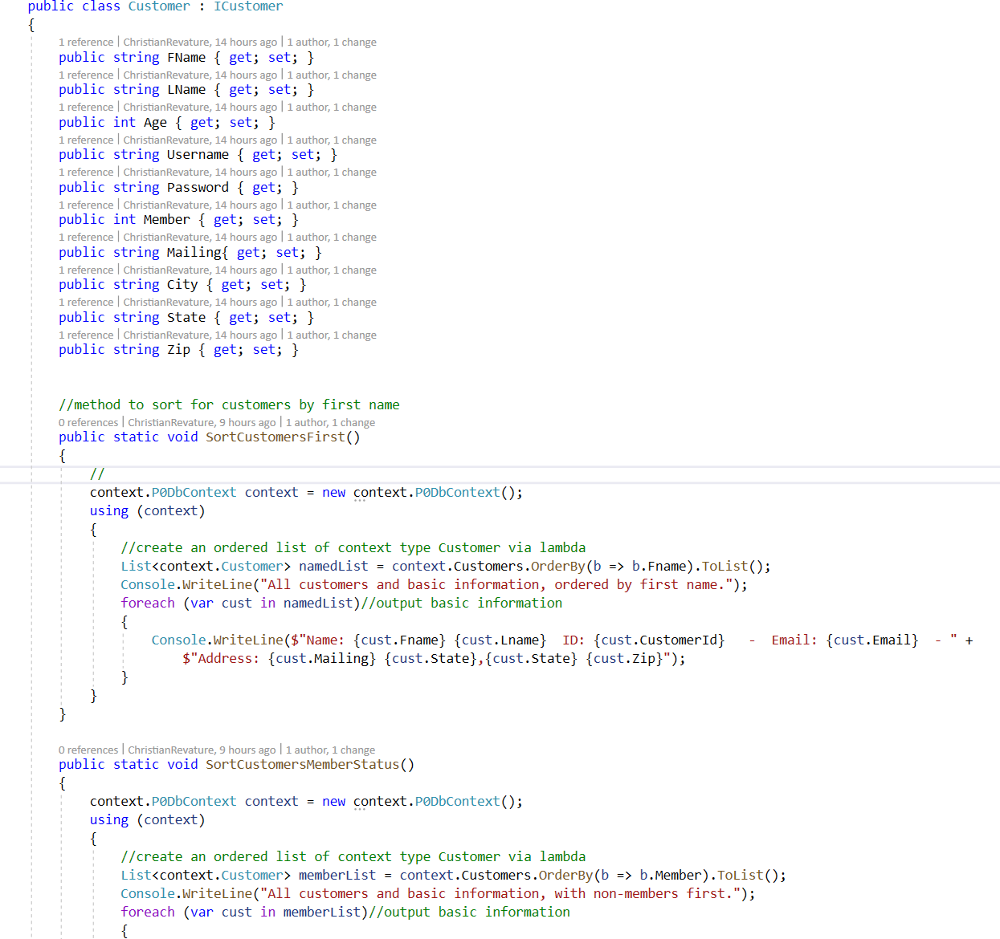 public class Customer : ICustomer
{
1 reference | ChristianRevature, 14 hours ago | 1 author, 1 change
public string FName { get; set; }
1 reference | ChristianRevature, 14 hours ago | 1 author, 1 change
public string LName { get; set; }
1 reference | ChristianRevature, 14 hours ago | 1 author, 1 change
public int Age { get; set; }
1 reference | ChristianRevature, 14 hours ago | 1 author, 1 change
public string Username { get; set; }
1 reference | ChristianRevature, 14 hours ago | 1 author, 1 change
public string Password { get; }
1 reference | ChristianRevature, 14 hours ago | 1 author, 1 change
public int Member { get; set; }
1 reference | ChristianRevature, 14 hours ago | 1 author, 1 change
public string Mailing{ get; set; }
1 reference | ChristianRevature, 14 hours ago | 1 author, 1 change
public string City { get; set; }
1 reference | ChristianRevature, 14 hours ago | 1 author, 1 change
public string State { get; set; }
1 reference | ChristianRevature, 14 hours ago | 1 author, 1 change
public string Zip { get; set; }
//method to sort for customers by first name
0 references | ChristianRevature, 9 hours ago | 1 author, 1 change
public static void SortCustomersFirst()
{
//
context.P0DbContext context = new context.P0DbContext();
using (context)
{
//create an ordered list of context type Customer via lambda
List<context.Customer> namedList = context.Customers.OrderBy(b => b.Fname).ToList();
Console.WriteLine("All customers and basic information, ordered by first name.");
foreach (var cust in namedList)//output basic information
{
Console.WriteLine($"Name: {cust.Fname} {cust.Lname}  ID: {cust.CustomerId}   -  Email: {cust.Email}  - " +
$"Address: {cust.Mailing} {cust.State},{cust.State} {cust.Zip}");
}
}
}
0 references | ChristianRevature, 9 hours ago | 1 author, 1 change
public static void SortCustomersMemberStatus()
{
context.P0DbContext context = new context.P0DbContext();
using (context)
{
//create an ordered list of context type Customer via lambda
List<context.Customer> memberList = context.Customers.OrderBy(b => b.Member).ToList();
Console.WriteLine("All customers and basic information, with non-members first.");
foreach (var cust in memberList)//output basic information
{